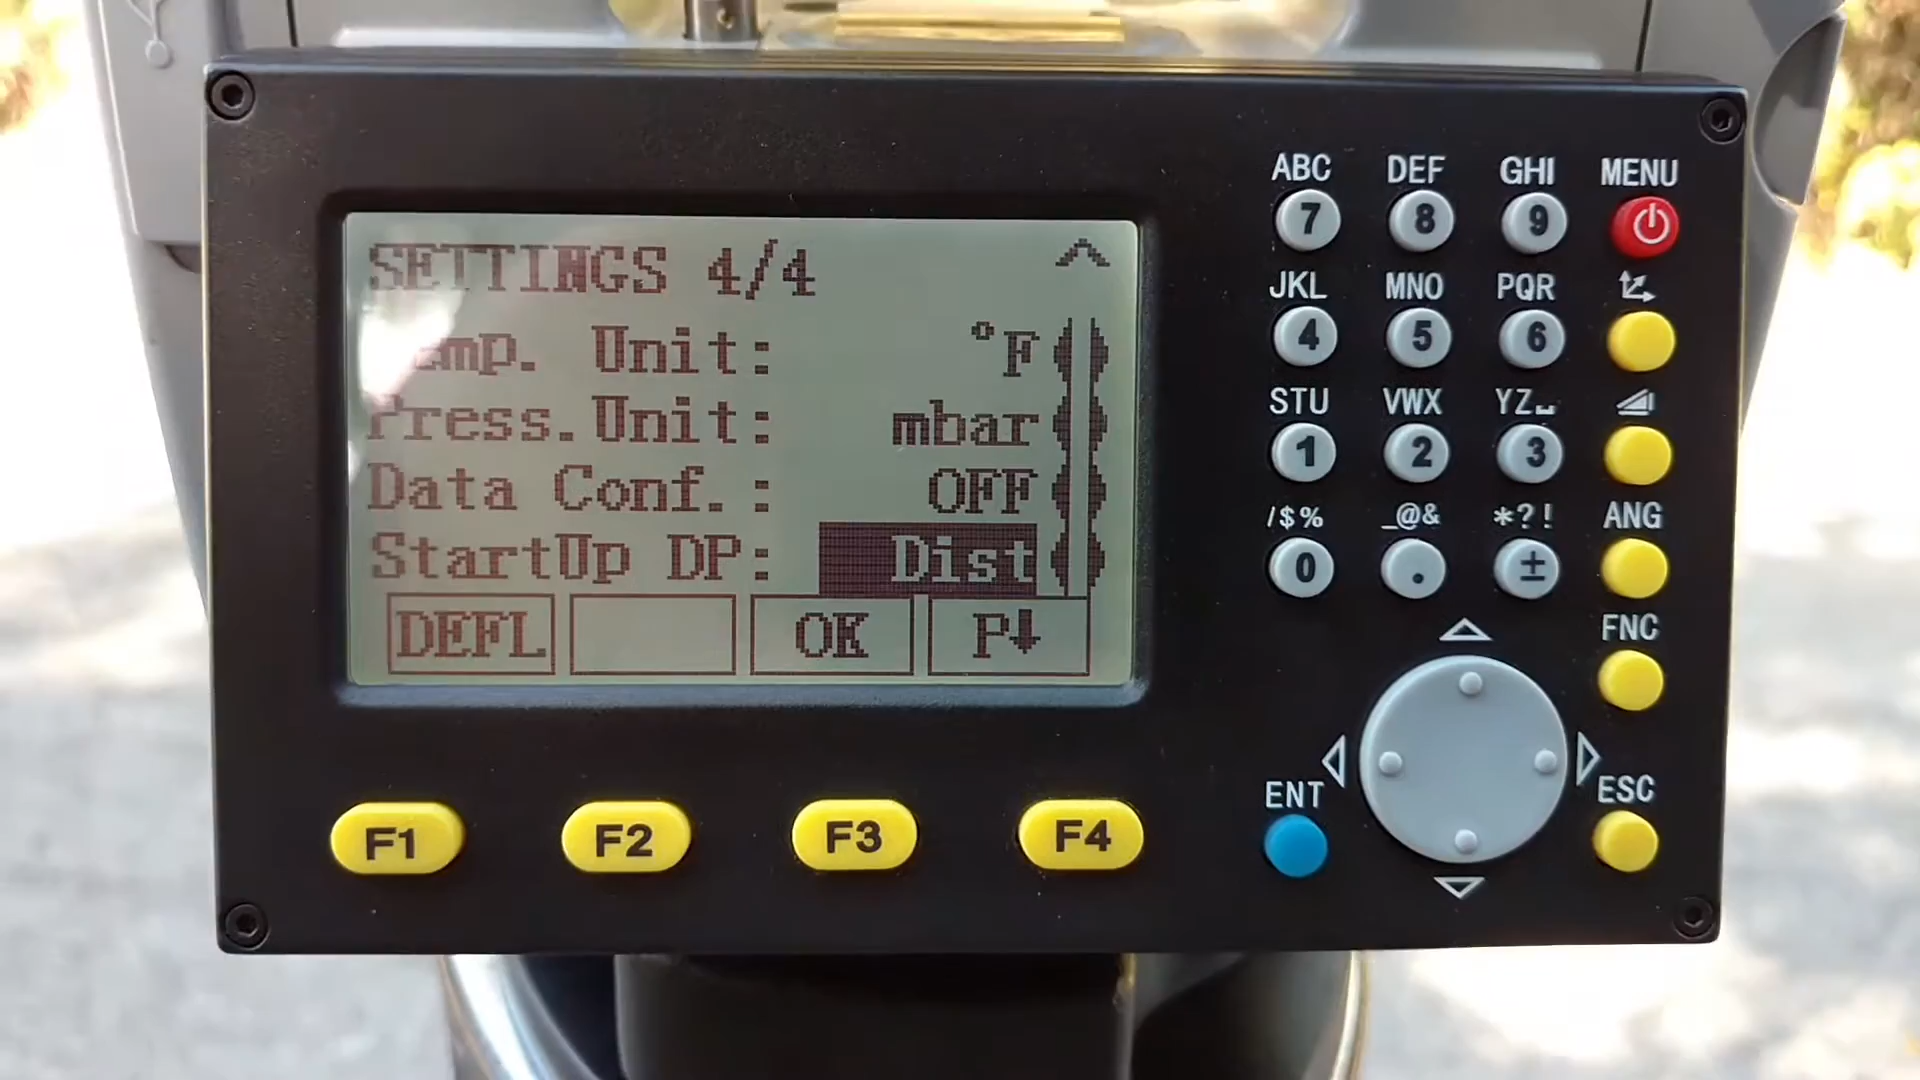 SETTINGS 4/4
Temp. Unit: °F
Press.Unit: mbar
Data Conf.: OFF
StartUp DP: Dist
DEFL OK P↓
F1 F2 F3 F4
ABC DEF GHI MENU
7 8 9
JKL MNO PQR
4 5 6
STU VWX YZ␣
1 2 3
/$% _@& *?! ANG
0 . ±
FNC
ENT ESC